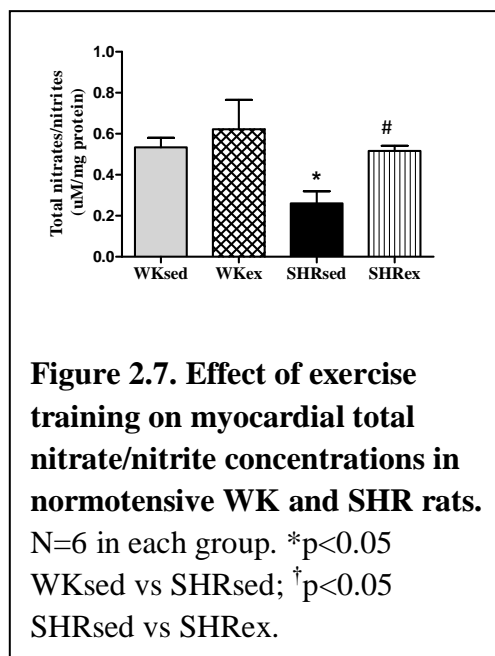 Total nitrates/nitrites
(uM/mg protein)
1.0
0.8
0.6
0.4
0.2
0.0
*
#
WKsed WKex SHRsed SHRex
Figure 2.7. Effect of exercise
training on myocardial total
nitrate/nitrite concentrations in
normotensive WK and SHR rats.
N=6 in each group. *p<0.05
WKsed vs SHRsed; †p<0.05
SHRsed vs SHRex.